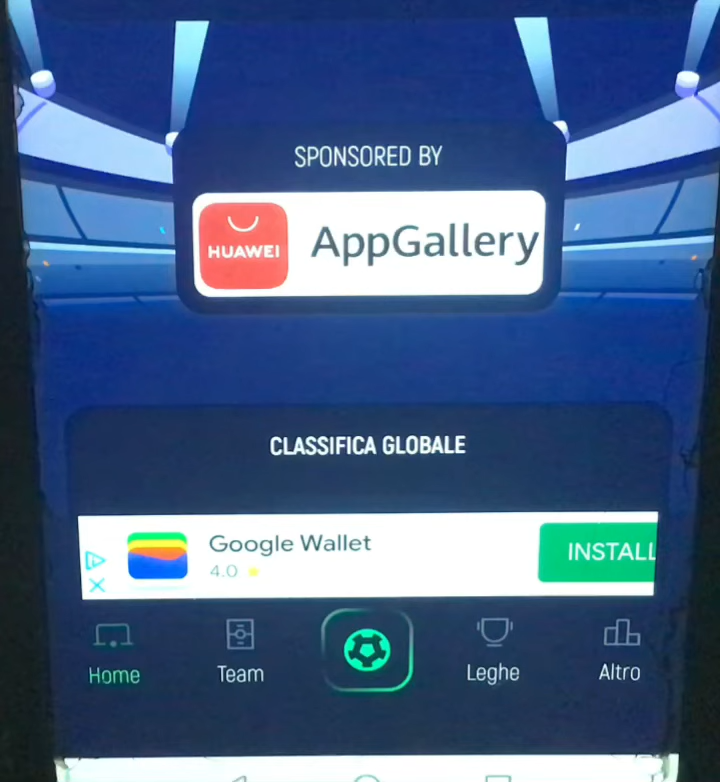 SPONSORED BY
HUAWEI
AppGallery
CLASSIFICA GLOBALE
Google Wallet
4.0
INSTALL
Home
Team
Leghe
Altro